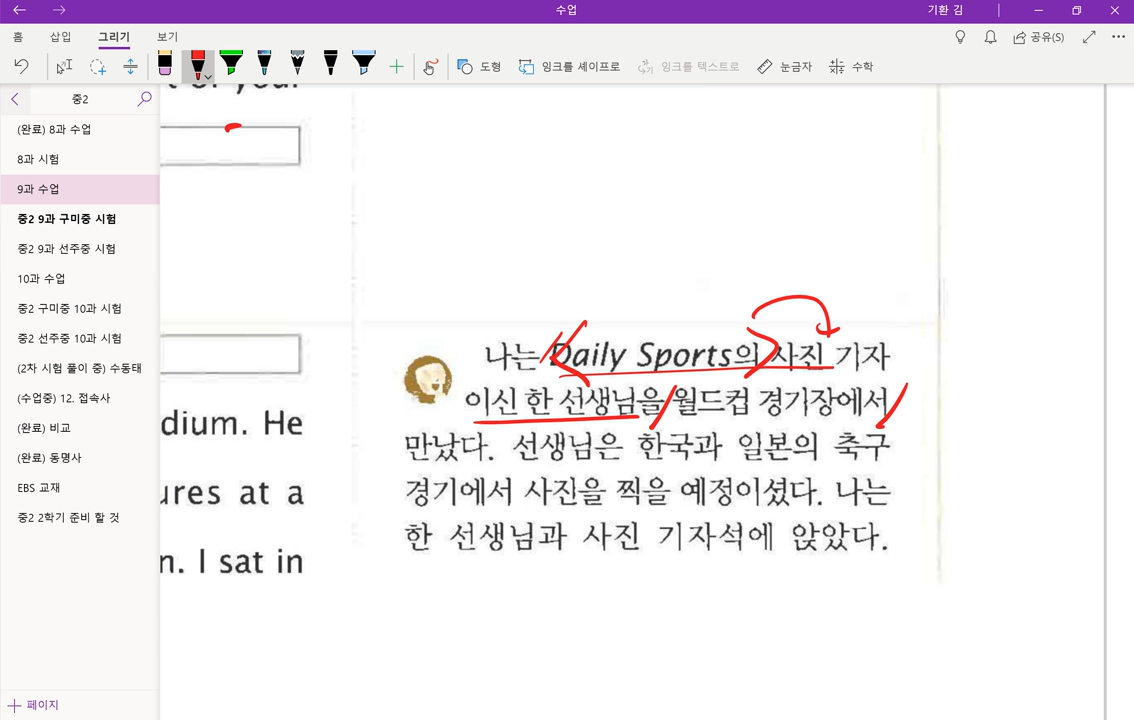 수업
기환 김
홈 삽입 그리기 보기
공유(S)
도형 잉크를 셰이프로 잉크를 텍스트로 눈금자 수학
중2
(완료) 8과 수업
8과 시험
9과 수업
중2 9과 구미중 시험
중2 9과 선주중 시험
10과 수업
중2 구미중 10과 시험
중2 선주중 10과 시험
(2차 시험 풀이 중) 수동태
(수업중) 12. 접속사
(완료) 비교
(완료) 동명사
EBS 교재
중2 2학기 준비 할 것
페이지
of your
dium. He
ures at a
n. I sat in
나는 Daily Sports의 사진 기자
이신 한 선생님을 월드컵 경기장에서
만났다. 선생님은 한국과 일본의 축구
경기에서 사진을 찍을 예정이셨다. 나는
한 선생님과 사진 기자석에 앉았다.